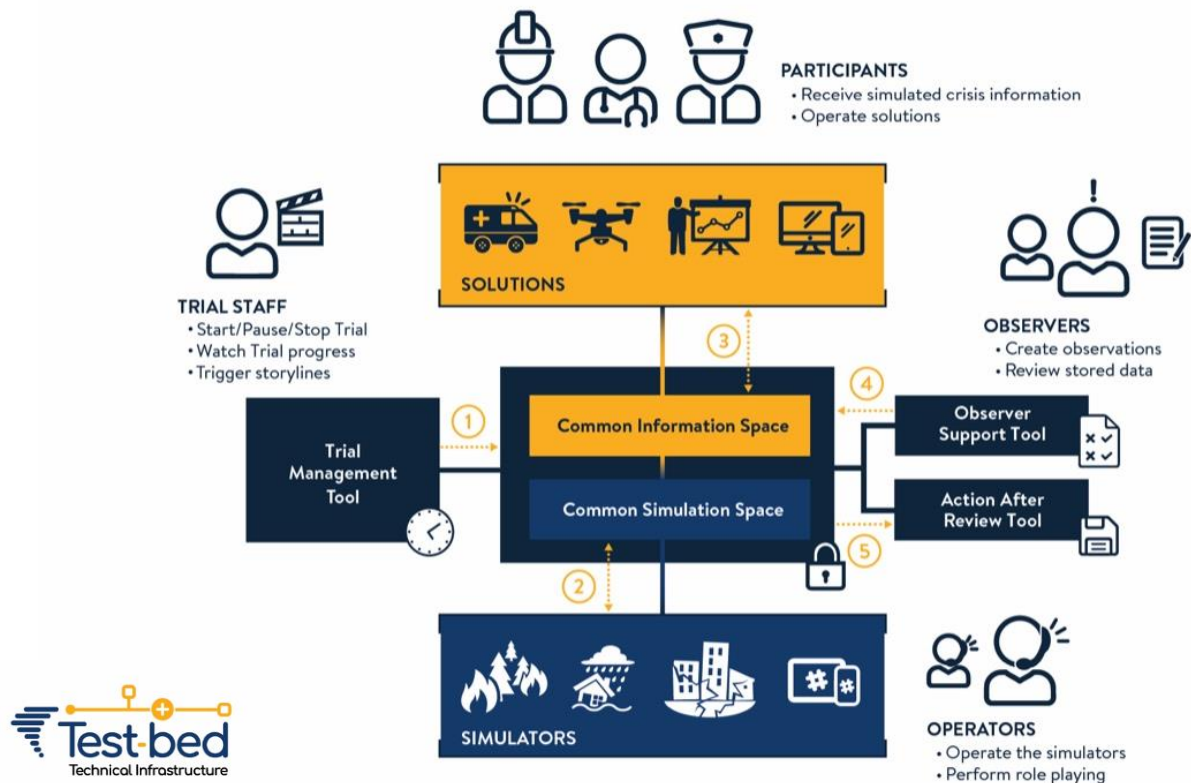 PARTICIPANTS
• Receive simulated crisis information
• Operate solutions
TRIAL STAFF
• Start/Pause/Stop Trial
• Watch Trial progress
• Trigger storylines
SOLUTIONS
OBSERVERS
• Create observations
• Review stored data
3
4
1
Common Information Space
Observer
Support Tool
Trial
Management
Tool
Common Simulation Space
Action After
Review Tool
5
2
SIMULATORS
OPERATORS
• Operate the simulators
• Perform role playing
Test-bed
Technical Infrastructure